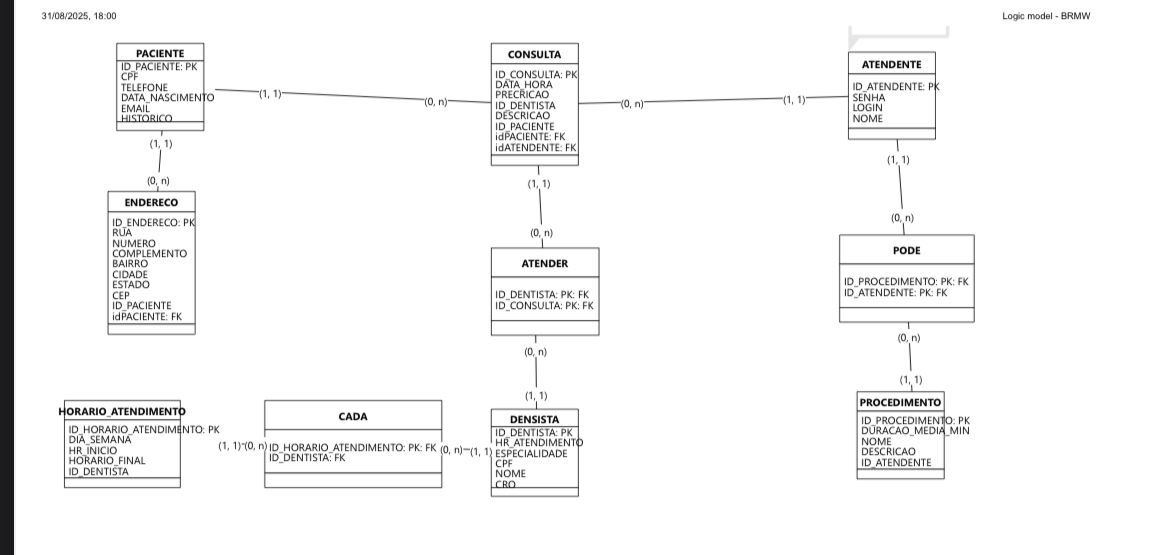 31/08/2025, 18:00
Logic model - BRMW
PACIENTE
ID_PACIENTE: PK
CPF
TELEFONE
DATA_NASCIMENTO
EMAIL
HISTORICO
(1, 1)
(0, n)
CONSULTA
ID_CONSULTA: PK
DATA_HORA
PRECRICAO
ID_DENTISTA
DESCRICAO
ID_PACIENTE
idPACIENTE: FK
idATENDENTE: FK
(0, n)
(1, 1)
ATENDENTE
ID_ATENDENTE: PK
SENHA
LOGIN
NOME
(1, 1)
(0, n)
ENDERECO
ID_ENDERECO: PK
RUA
NUMERO
COMPLEMENTO
BAIRRO
CIDADE
ESTADO
CEP
ID_PACIENTE
idPACIENTE: FK
(1, 1)
(0, n)
ATENDER
ID_DENTISTA: PK: FK
ID_CONSULTA: PK: FK
(0, n)
(1, 1)
(1, 1)
(0, n)
PODE
ID_PROCEDIMENTO: PK: FK
ID_ATENDENTE: PK: FK
(0, n)
(1, 1)
HORARIO_ATENDIMENTO
ID_HORARIO_ATENDIMENTO: PK
DIA_SEMANA
HR_INICIO
HORARIO_FINAL
ID_DENTISTA
(1, 1)
(0, n)
CADA
ID_HORARIO_ATENDIMENTO: PK: FK
ID_DENTISTA: FK
(0, n)
(1, 1)
DENSISTA
ID_DENTISTA: PK
HR_ATENDIMENTO
ESPECIALIDADE
CPF
NOME
CRO
PROCEDIMENTO
ID_PROCEDIMENTO: PK
DURACAO_MEDIA_MIN
NOME
DESCRICAO
ID_ATENDENTE